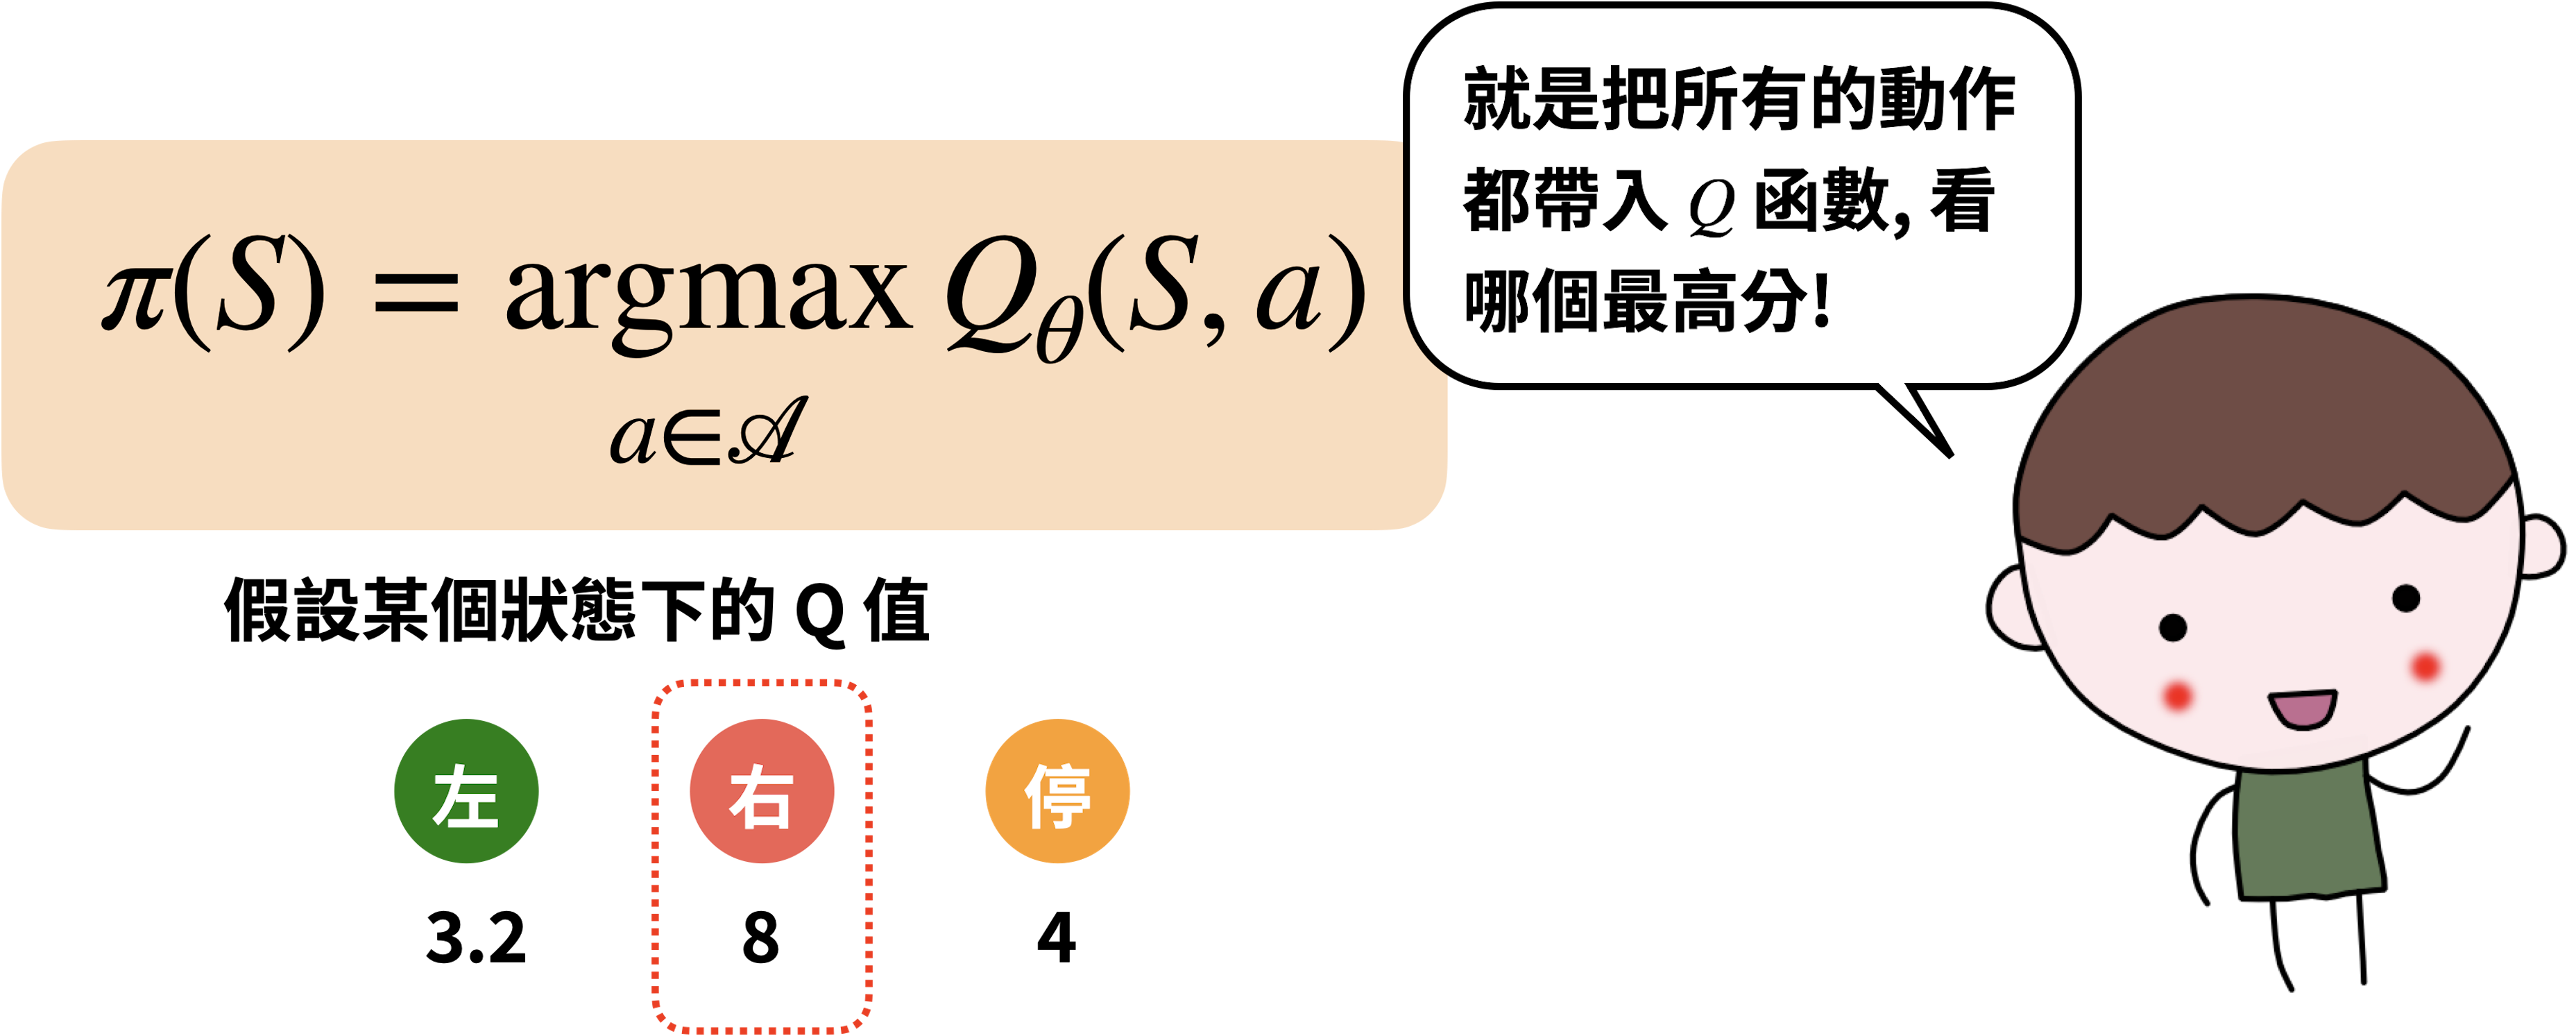 就是把所有的動作
都帶入 Q 函數, 看
哪個最高分!
π(S) = argmax Q_θ(S, a)
a∈𝒜
假設某個狀態下的 Q 值
左 右 停
3.2 8 4